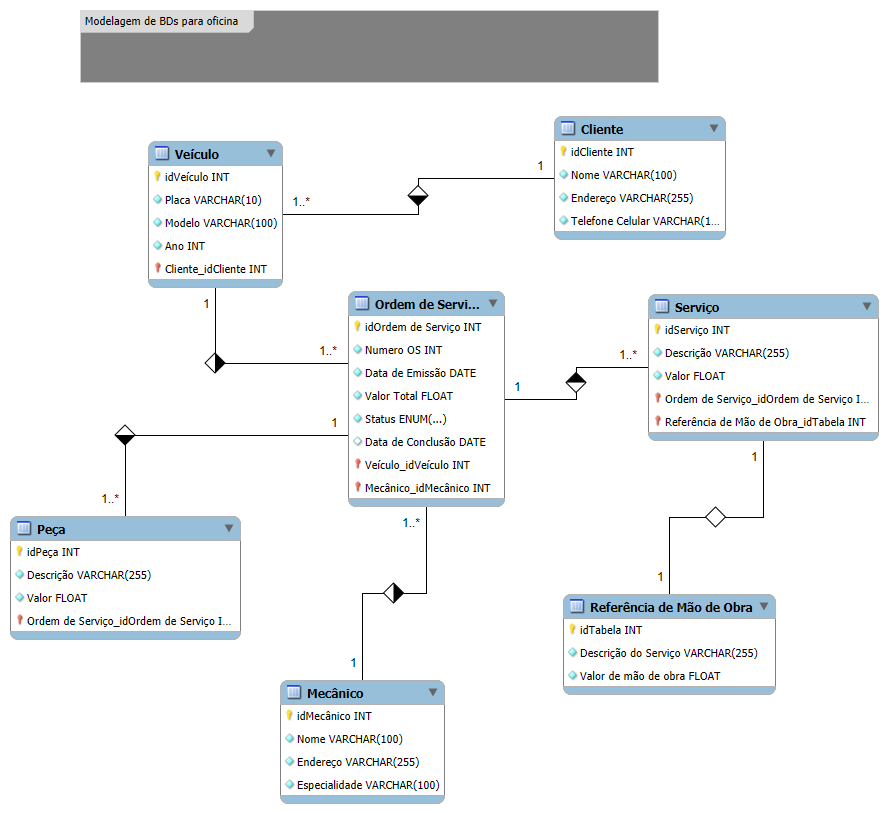 Modelagem de BDs para oficina
Cliente
idCliente INT
Nome VARCHAR(100)
Endereço VARCHAR(255)
Telefone Celular VARCHAR(1...
1
1..*
Veículo
idVeículo INT
Placa VARCHAR(10)
Modelo VARCHAR(100)
Ano INT
Cliente_idCliente INT
1
1..*
Ordem de Servi...
idOrdem de Serviço INT
Numero OS INT
Data de Emissão DATE
Valor Total FLOAT
Status ENUM(...)
Data de Conclusão DATE
Veículo_idVeículo INT
Mecânico_idMecânico INT
1
1..*
Serviço
idServiço INT
Descrição VARCHAR(255)
Valor FLOAT
Ordem de Serviço_idOrdem de Serviço I...
Referência de Mão de Obra_idTabela INT
1
1..*
Peça
idPeça INT
Descrição VARCHAR(255)
Valor FLOAT
Ordem de Serviço_idOrdem de Serviço I...
1..*
1
1
1
Referência de Mão de Obra
idTabela INT
Descrição do Serviço VARCHAR(255)
Valor de mão de obra FLOAT
Mecânico
idMecânico INT
Nome VARCHAR(100)
Endereço VARCHAR(255)
Especialidade VARCHAR(100)